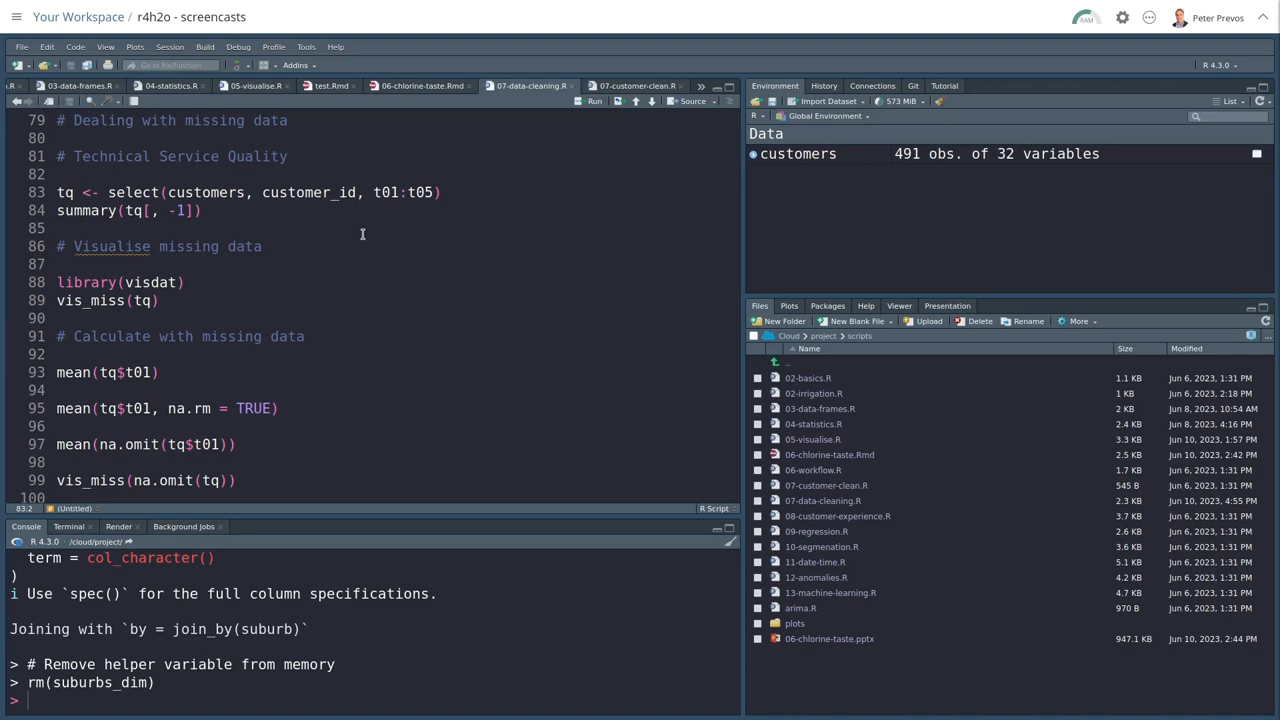 Your Workspace / r4h2o - screencasts
RAM
Peter Prevos
File Edit Code View Plots Session Build Debug Profile Tools Help
Go to file/function
Addins
R 4.3.0
03-data-frames.R
04-statistics.R
05-visualise.R
test.Rmd
06-chlorine-taste.Rmd
07-data-cleaning.R
07-customer-clean.R
Run
Source
79 # Dealing with missing data
80
81 # Technical Service Quality
82
83 tq <- select(customers, customer_id, t01:t05)
84 summary(tq[, -1])
85
86 # Visualise missing data
87
88 library(visdat)
89 vis_miss(tq)
90
91 # Calculate with missing data
92
93 mean(tq$t01)
94
95 mean(tq$t01, na.rm = TRUE)
96
97 mean(na.omit(tq$t01))
98
99 vis_miss(na.omit(tq))
100
83:2 (Untitled) R Script
Console Terminal Render Background Jobs
R 4.3.0 · /cloud/project/
term = col_character()
)
i Use `spec()` for the full column specifications.
Joining with `by = join_by(suburb)`
> # Remove helper variable from memory
> rm(suburbs_dim)
>
Environment History Connections Git Tutorial
Import Dataset 573 MiB List
R Global Environment
Data
customers 491 obs. of 32 variables
Files Plots Packages Help Viewer Presentation
New Folder New Blank File Upload Delete Rename More
Cloud project scripts
Name Size Modified
..
02-basics.R 1.1 KB Jun 6, 2023, 1:31 PM
02-irrigation.R 1 KB Jun 6, 2023, 2:18 PM
03-data-frames.R 2 KB Jun 8, 2023, 10:54 AM
04-statistics.R 2.4 KB Jun 8, 2023, 4:16 PM
05-visualise.R 3.3 KB Jun 10, 2023, 1:57 PM
06-chlorine-taste.Rmd 2.5 KB Jun 10, 2023, 2:42 PM
06-workflow.R 1.7 KB Jun 6, 2023, 1:31 PM
07-customer-clean.R 545 B Jun 6, 2023, 1:31 PM
07-data-cleaning.R 2.3 KB Jun 10, 2023, 4:55 PM
08-customer-experience.R 3.7 KB Jun 6, 2023, 1:31 PM
09-regression.R 2.6 KB Jun 6, 2023, 1:31 PM
10-segmenation.R 3.6 KB Jun 6, 2023, 1:31 PM
11-date-time.R 5.1 KB Jun 6, 2023, 1:31 PM
12-anomalies.R 4.2 KB Jun 6, 2023, 1:31 PM
13-machine-learning.R 4.7 KB Jun 6, 2023, 1:31 PM
arima.R 970 B Jun 6, 2023, 1:31 PM
plots
06-chlorine-taste.pptx 947.1 KB Jun 10, 2023, 2:44 PM